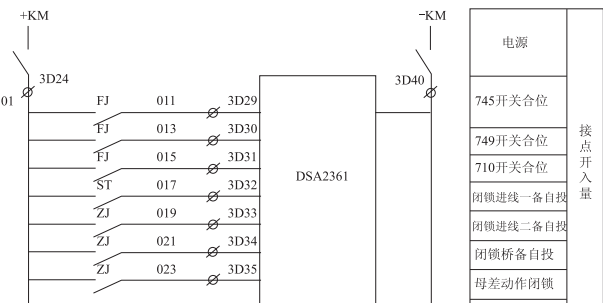 +KM
−KM
电源
3D24
3D40
01
FJ 011 3D29
745开关合位
FJ 013 3D30
749开关合位
FJ 015 3D31
710开关合位
DSA2361
ST 017 3D32
闭锁进线一备自投
ZJ 019 3D33
闭锁进线二备自投
ZJ 021 3D34
闭锁桥备自投
ZJ 023 3D35
母差动作闭锁
接点开入量